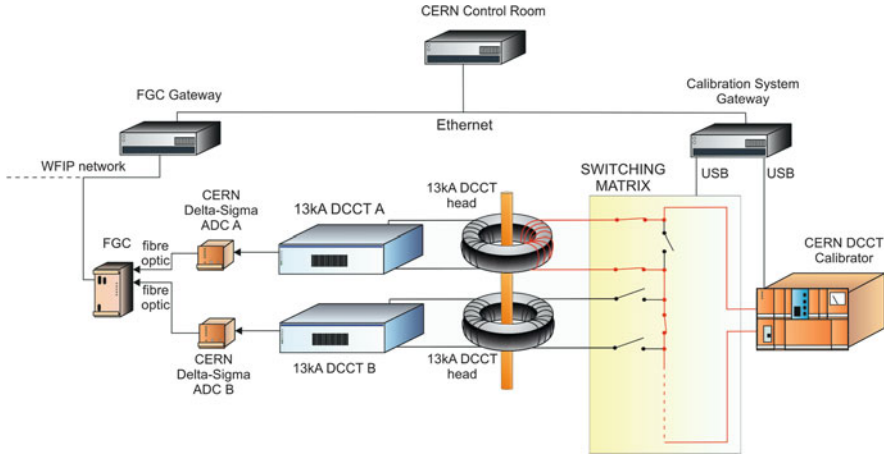 CERN Control Room
FGC Gateway
Calibration System
Gateway
Ethernet
WFIP network
USB
USB
SWITCHING
MATRIX
CERN
Delta-Sigma
ADC A
13kA DCCT A
13kA DCCT
head
FGC
fibre
optic
CERN DCCT
Calibrator
fibre
optic
CERN
Delta-Sigma
ADC B
13kA DCCT B
13kA DCCT
head